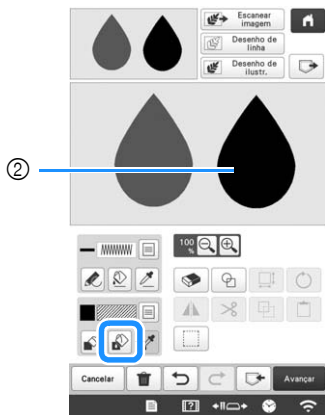 Escanear
imagem
Desenho de
linha
Desenho de
ilustr.
②
100
%
Cancelar
Avançar